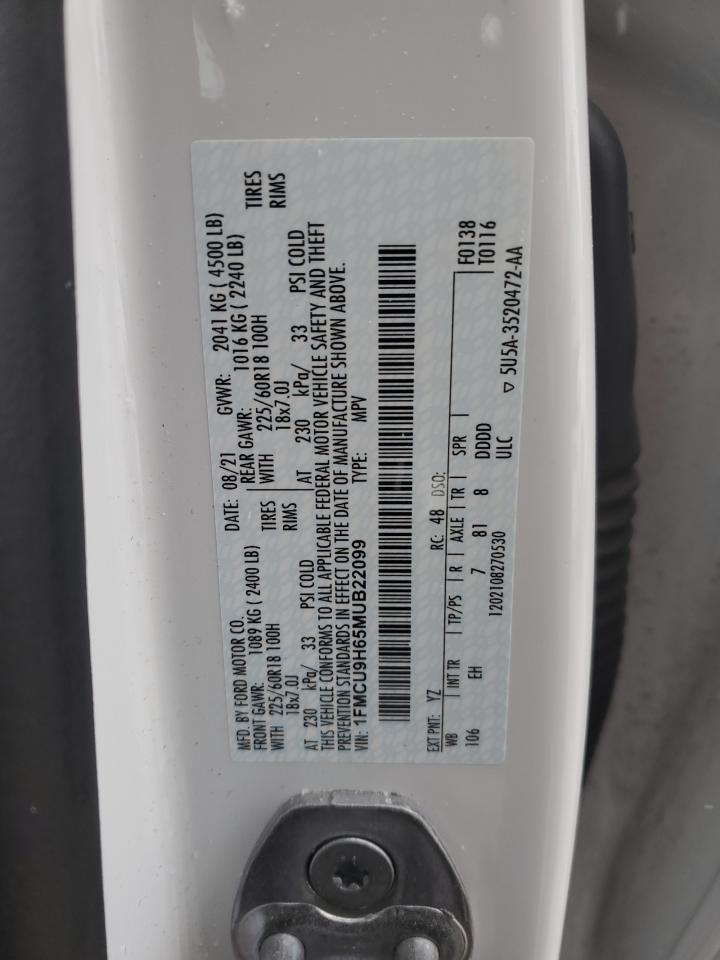 MFD. BY FORD MOTOR CO. DATE: 08/21 GVWR: 2041 KG ( 4500 LB)
FRONT GAWR: 1089 KG ( 2400 LB) REAR GAWR: 1016 KG ( 2240 LB)
WITH 225/60R18 100H TIRES WITH 225/60R18 100H TIRES
18x7.0J RIMS 18x7.0J RIMS
AT 230 kPa/ 33 PSI COLD AT 230 kPa/ 33 PSI COLD
THIS VEHICLE CONFORMS TO ALL APPLICABLE FEDERAL MOTOR VEHICLE SAFETY AND THEFT
PREVENTION STANDARDS IN EFFECT ON THE DATE OF MANUFACTURE SHOWN ABOVE.
VIN: 1FMCU9H65MUB22099 TYPE: MPV
EXT PNT: YZ RC: 48 DSO: F0138
WB INT TR TP/PS R AXLE TR SPR T0116
106 EH 7 81 8 DDDD
1202108270530 ULC 5U5A-3520472-AA